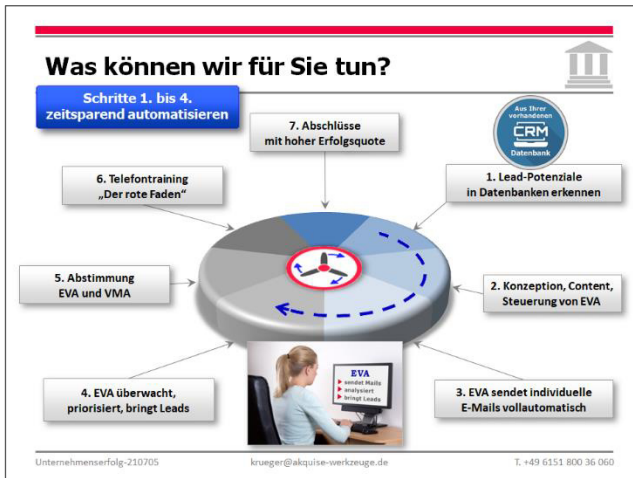 Was können wir für Sie tun?
Schritte 1. bis 4.
zeitsparend automatisieren
7. Abschlüsse
mit hoher Erfolgsquote
Aus Ihrer
vorhandenen
CRM
Datenbank
1. Lead-Potenziale
in Datenbanken erkennen
6. Telefontraining
„Der rote Faden“
5. Abstimmung
EVA und VMA
2. Konzeption, Content,
Steuerung von EVA
EVA
sendet Mails
analysiert
bringt Leads
4. EVA überwacht,
priorisiert, bringt Leads
3. EVA sendet individuelle
E-Mails vollautomatisch
Unternehmenserfolg-210705
krueger@akquise-werkzeuge.de
T. +49 6151 800 36 060